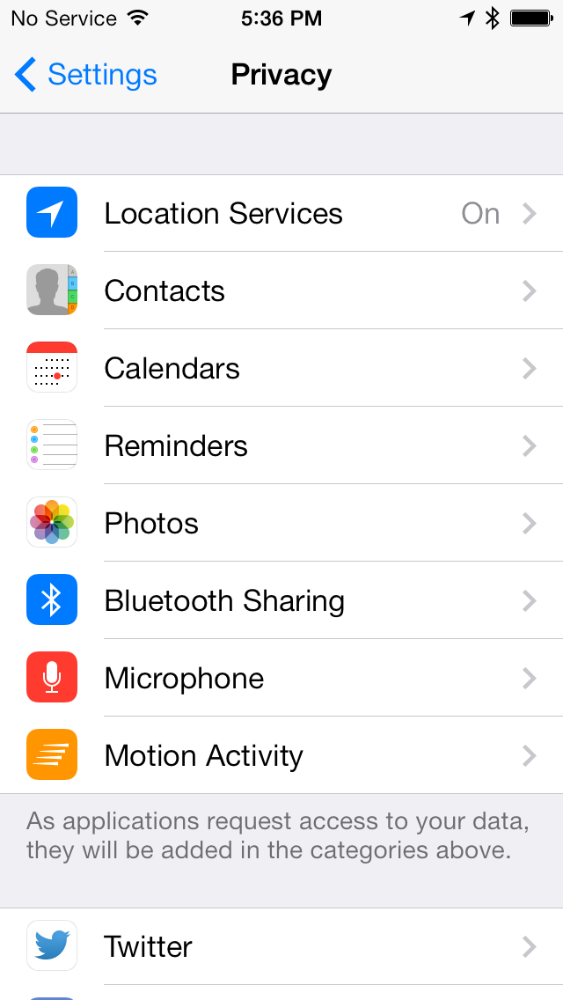 No Service 5:36 PM
Settings Privacy
Location Services On
Contacts
Calendars
Reminders
Photos
Bluetooth Sharing
Microphone
Motion Activity
As applications request access to your data,
they will be added in the categories above.
Twitter